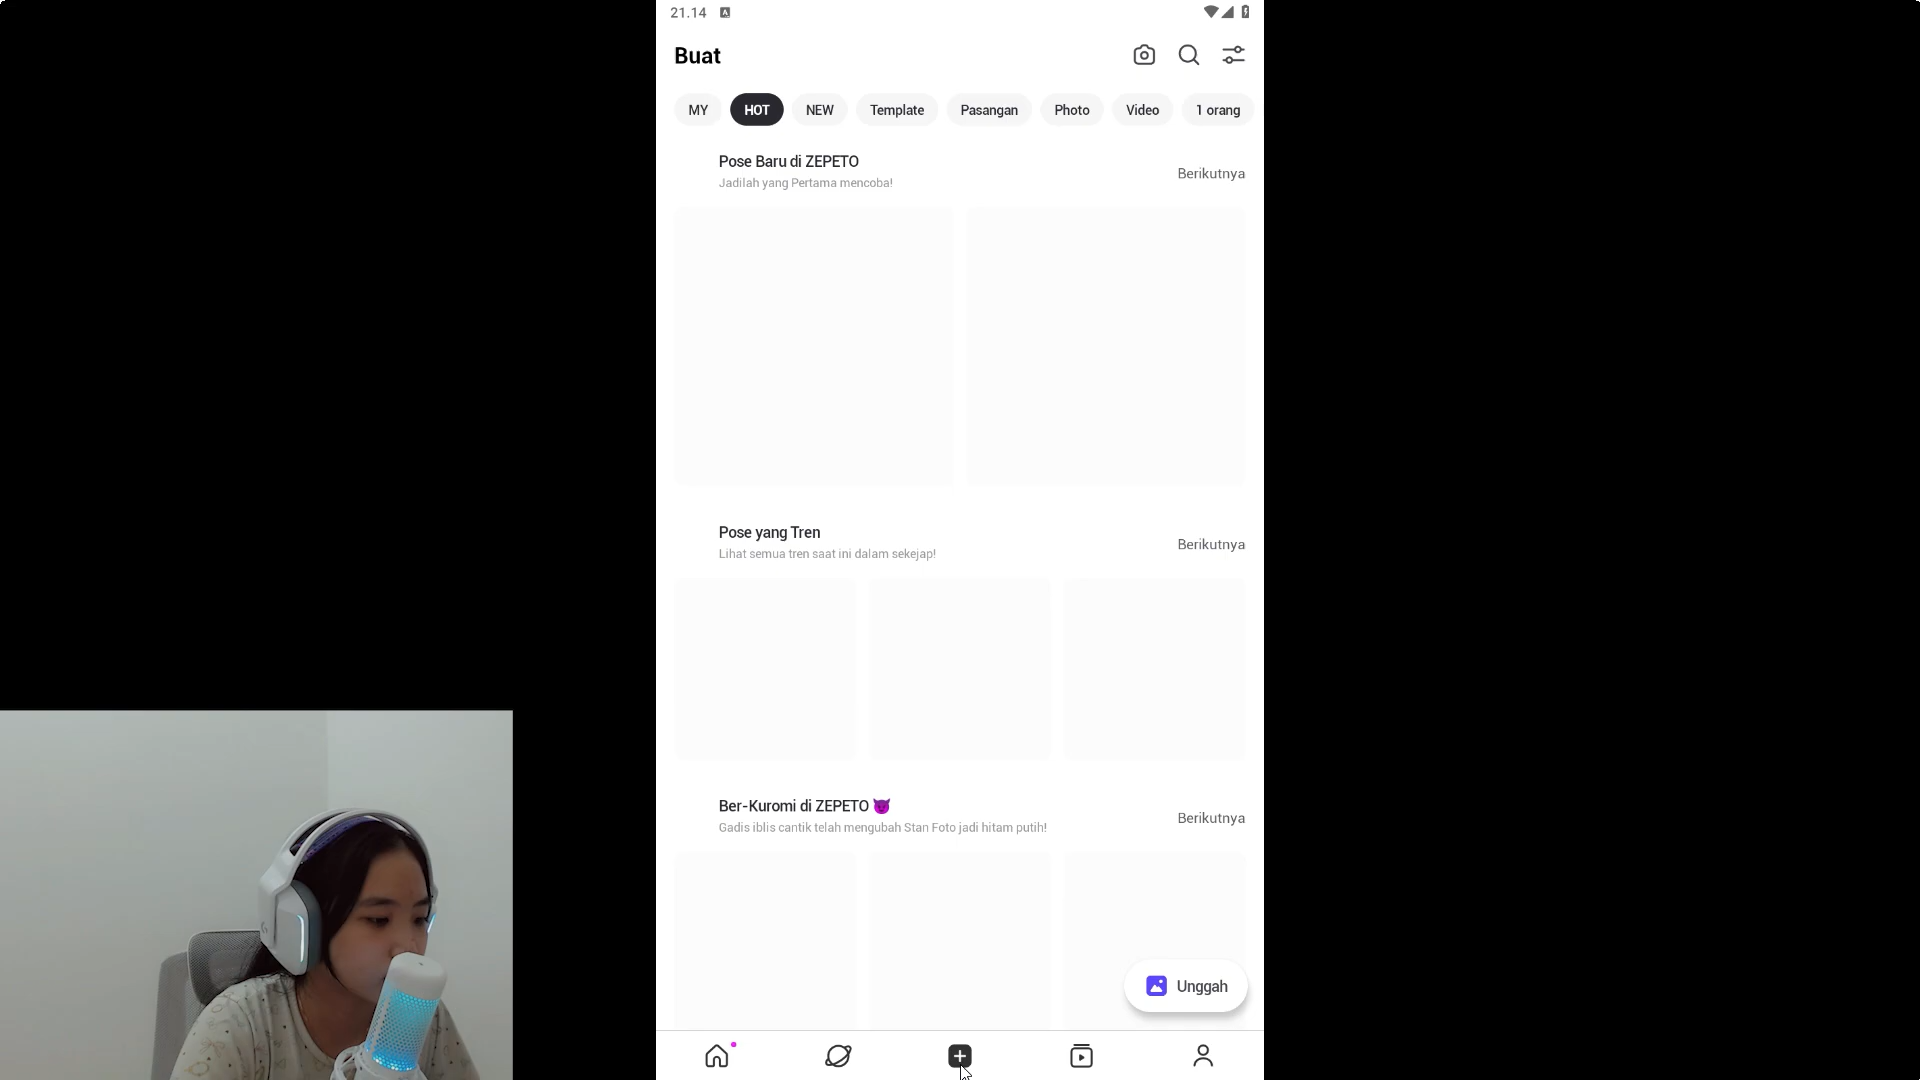 21.14
Buat
MY
HOT
NEW
Template
Pasangan
Photo
Video
1 orang
Pose Baru di ZEPETO
Jadilah yang Pertama mencoba!
Berikutnya
Pose yang Tren
Lihat semua tren saat ini dalam sekejap!
Berikutnya
Ber-Kuromi di ZEPETO 😈
Gadis iblis cantik telah mengubah Stan Foto jadi hitam putih!
Berikutnya
Unggah